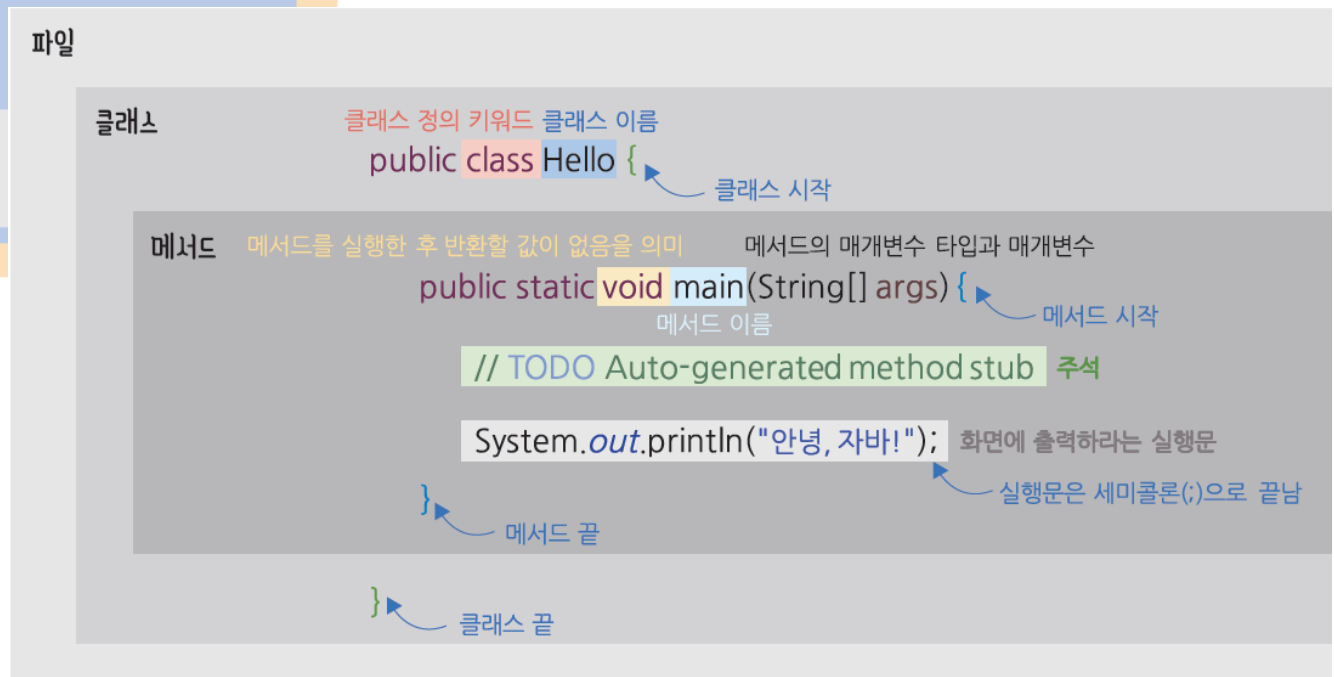 파일
클래스
클래스 정의 키워드 클래스 이름
public class Hello {
클래스 시작
메서드
메서드를 실행한 후 반환할 값이 없음을 의미
메서드의 매개변수 타입과 매개변수
public static void main(String[] args) {
메서드 시작
메서드 이름
// TODO Auto-generated method stub 주석
System.out.println("안녕, 자바!"); 화면에 출력하라는 실행문
실행문은 세미콜론(;)으로 끝남
}
메서드 끝
}
클래스 끝